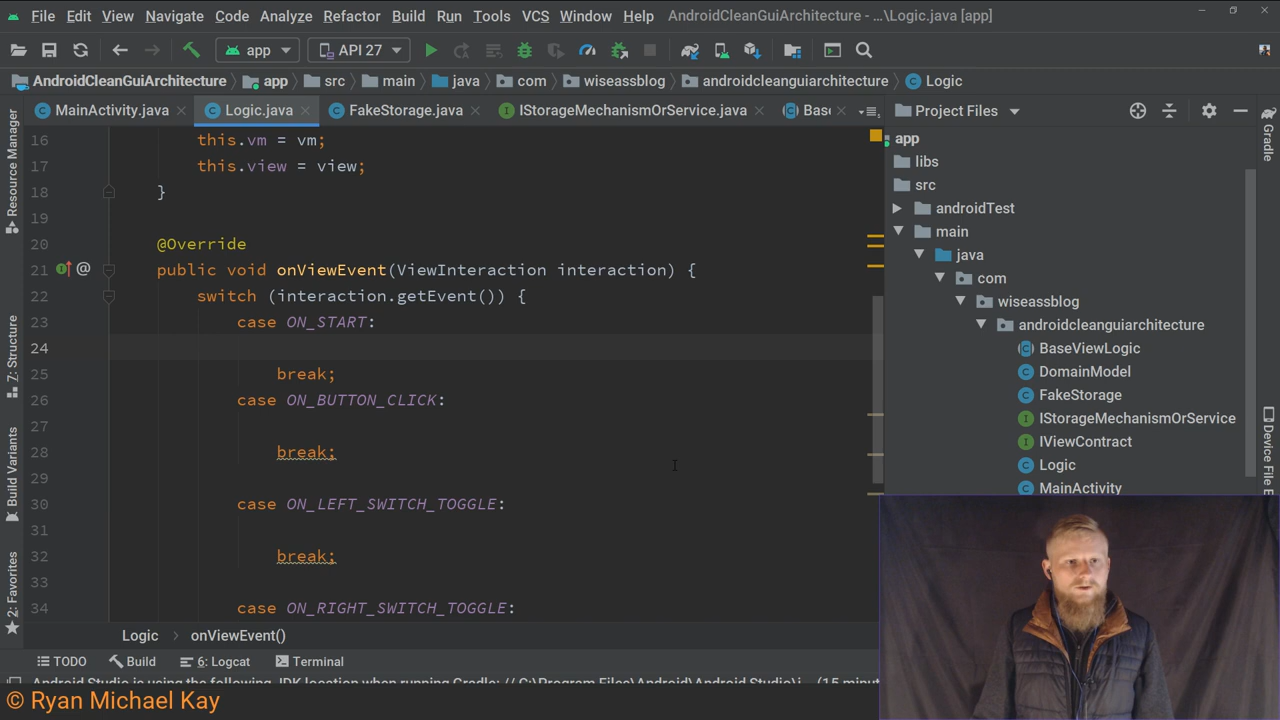 File Edit View Navigate Code Analyze Refactor Build Run Tools VCS Window Help AndroidCleanGuiArchitecture - ...\Logic.java [app]
app API 27
AndroidCleanGuiArchitecture app src main java com wiseassblog androidcleanguiarchitecture Logic
MainActivity.java Logic.java FakeStorage.java IStorageMechanismOrService.java Base Project Files
16 this.vm = vm;
17 this.view = view;
18 }
19
20 @Override
21 public void onViewEvent(ViewInteraction interaction) {
22 switch (interaction.getEvent()) {
23 case ON_START:
24
25 break;
26 case ON_BUTTON_CLICK:
27
28 break;
29
30 case ON_LEFT_SWITCH_TOGGLE:
31
32 break;
33
34 case ON_RIGHT_SWITCH_TOGGLE:
Logic onViewEvent()
app
libs
src
androidTest
main
java
com
wiseassblog
androidcleanguiarchitecture
BaseViewLogic
DomainModel
FakeStorage
IStorageMechanismOrService
IViewContract
Logic
MainActivity
Resource Manager
7: Structure
Build Variants
2: Favorites
Gradle
Device File E
TODO Build 6: Logcat Terminal
Android Studio is using the following JDK location when running Gradle: // C:\Program Files\Android\Android Studio\j... (15 minut
© Ryan Michael Kay